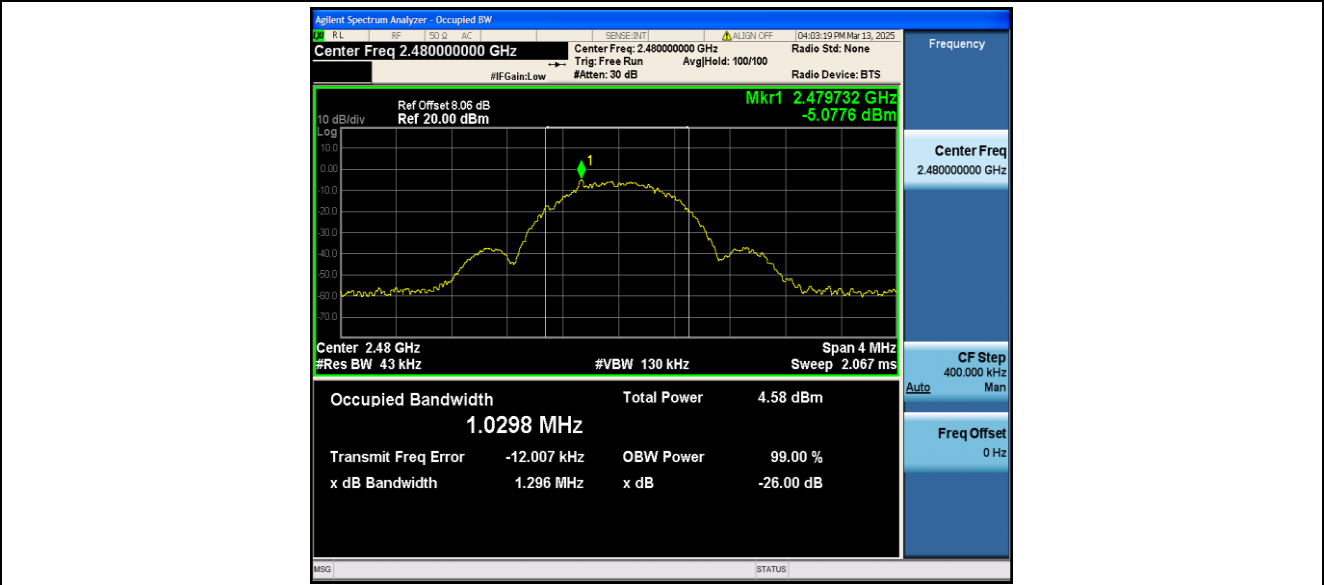 Agilent Spectrum Analyzer - Occupied BW
LXI RL RF 50 Ω AC SENSE:INT ALIGN OFF 04:03:19 PM Mar 13, 2025
Center Freq 2.480000000 GHz
Center Freq: 2.480000000 GHz
Radio Std: None
Trig: Free Run Avg|Hold: 100/100
#IFGain:Low
#Atten: 30 dB
Radio Device: BTS
Mkr1 2.479732 GHz
-5.0776 dBm
Ref Offset 8.06 dB
10 dB/div Ref 20.00 dBm
Log
10.0
1
0.00
-10.0
-20.0
-30.0
-40.0
-50.0
-60.0
-70.0
Center 2.48 GHz Span 4 MHz
#Res BW 43 kHz #VBW 130 kHz Sweep 2.067 ms
Occupied Bandwidth Total Power 4.58 dBm
1.0298 MHz
Transmit Freq Error -12.007 kHz OBW Power 99.00 %
x dB Bandwidth 1.296 MHz x dB -26.00 dB
MSG STATUS
Frequency
Center Freq
2.480000000 GHz
CF Step
400.000 kHz
Auto Man
Freq Offset
0 Hz